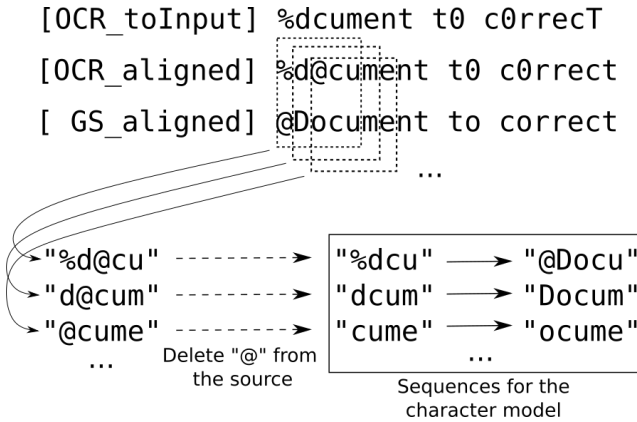 [OCR_toInput] %dcument t0 c0rrecT
[OCR_aligned] %d@cument t0 c0rrect
[ GS_aligned] @Document to correct
...
"%d@cu" "%dcu" "@Docu"
"d@cum" "dcum" "Docum"
"@cume" "cume" "ocume"
... Delete "@" from ...
the source
Sequences for the
character model